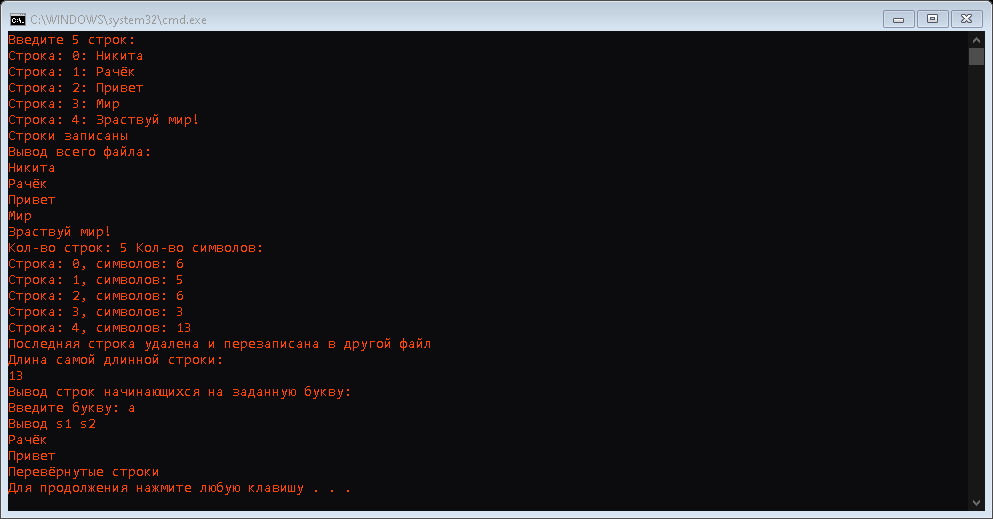 C:\WINDOWS\system32\cmd.exe
Введите 5 строк:
Строка: 0: Никита
Строка: 1: Рачёк
Строка: 2: Привет
Строка: 3: Мир
Строка: 4: Зраствуй мир!
Строки записаны
Вывод всего файла:
Никита
Рачёк
Привет
Мир
Зраствуй мир!
Кол-во строк: 5 Кол-во символов:
Строка: 0, символов: 6
Строка: 1, символов: 5
Строка: 2, символов: 6
Строка: 3, символов: 3
Строка: 4, символов: 13
Последняя строка удалена и перезаписана в другой файл
Длина самой длинной строки:
13
Вывод строк начинающихся на заданную букву:
Введите букву: а
Вывод s1 s2
Рачёк
Привет
Перевёрнутые строки
Для продолжения нажмите любую клавишу . . .